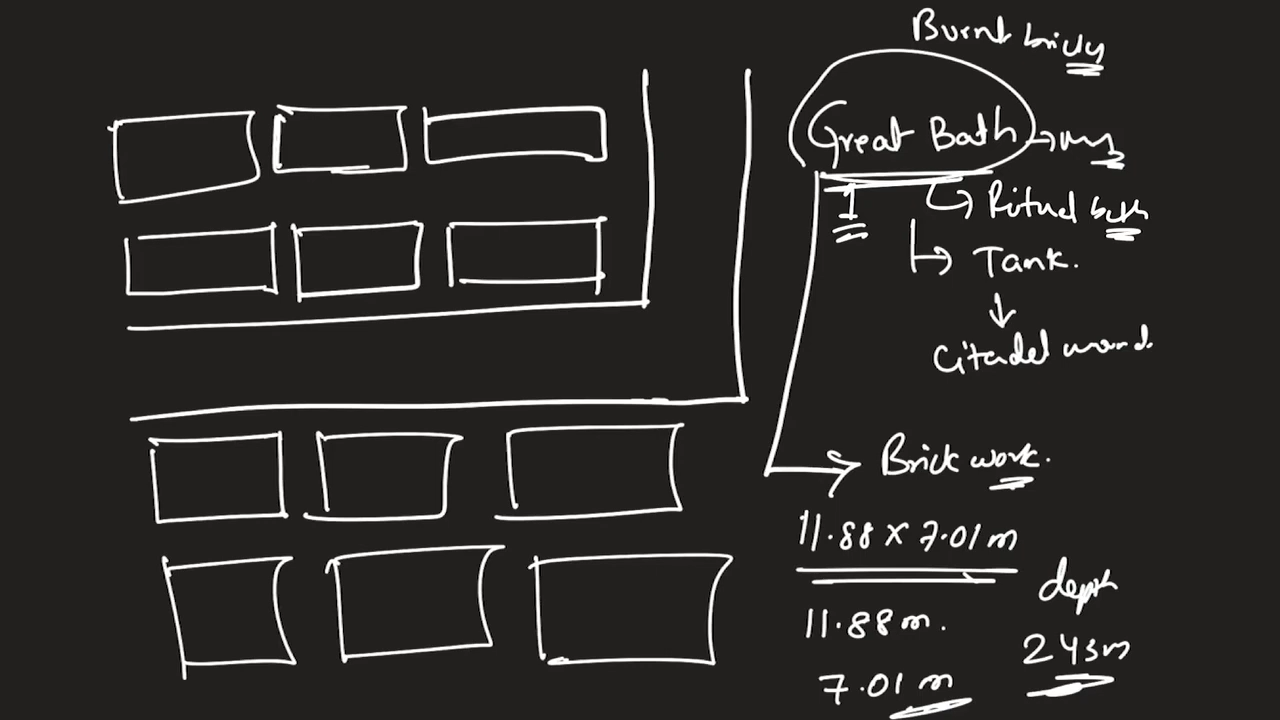 Burnt bricks
Great Bath →
1 ↳ Ritual bath
↳ Tank.
↓
Citadel mound.
→ Brick work.
11.88 x 7.01 m
depth
11.88 m.
2.43 m
7.01 m